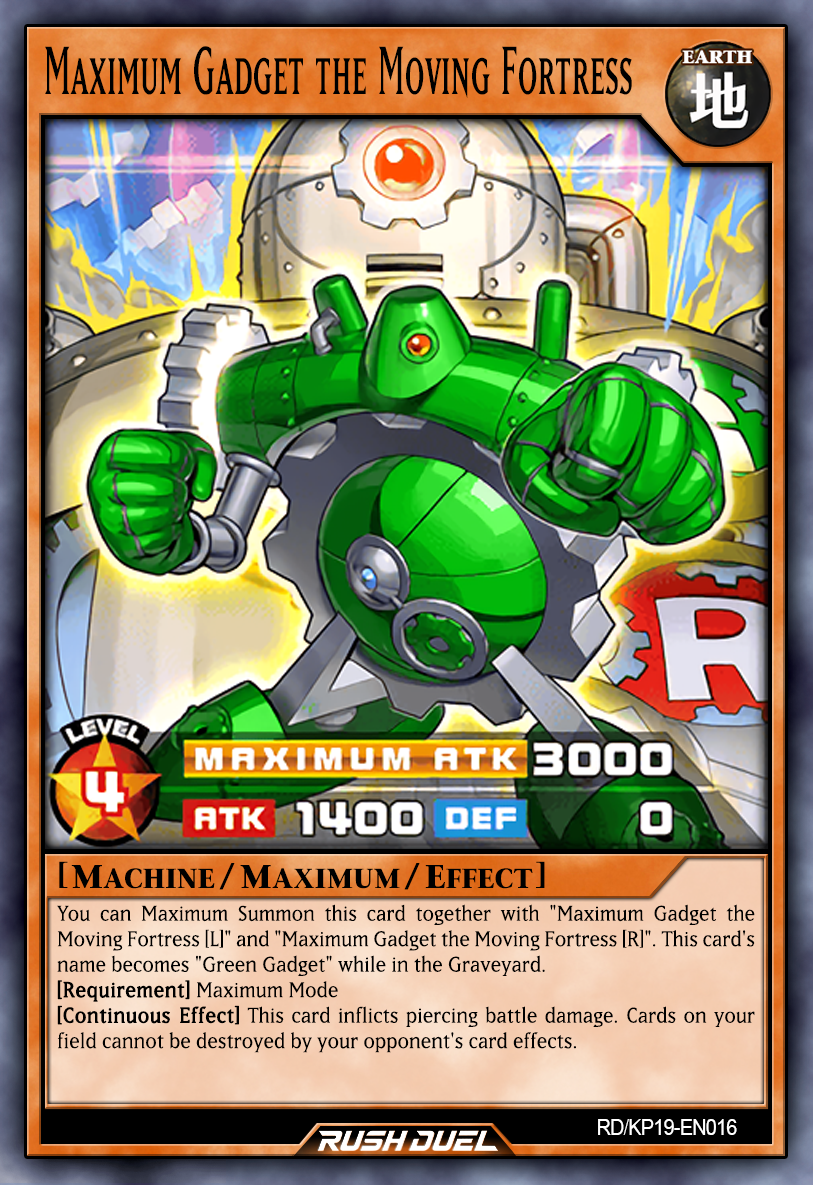 MAXIMUM GADGET THE MOVING FORTRESS
EARTH
地
R
LEVEL
4
MAXIMUM ATK 3000
ATK 1400 DEF 0
[MACHINE/MAXIMUM/EFFECT]
You can Maximum Summon this card together with "Maximum Gadget the
Moving Fortress [L]" and "Maximum Gadget the Moving Fortress [R]". This card's
name becomes "Green Gadget" while in the Graveyard.
[Requirement] Maximum Mode
[Continuous Effect] This card inflicts piercing battle damage. Cards on your
field cannot be destroyed by your opponent's card effects.
RD/KP19-EN016
RUSH DUEL